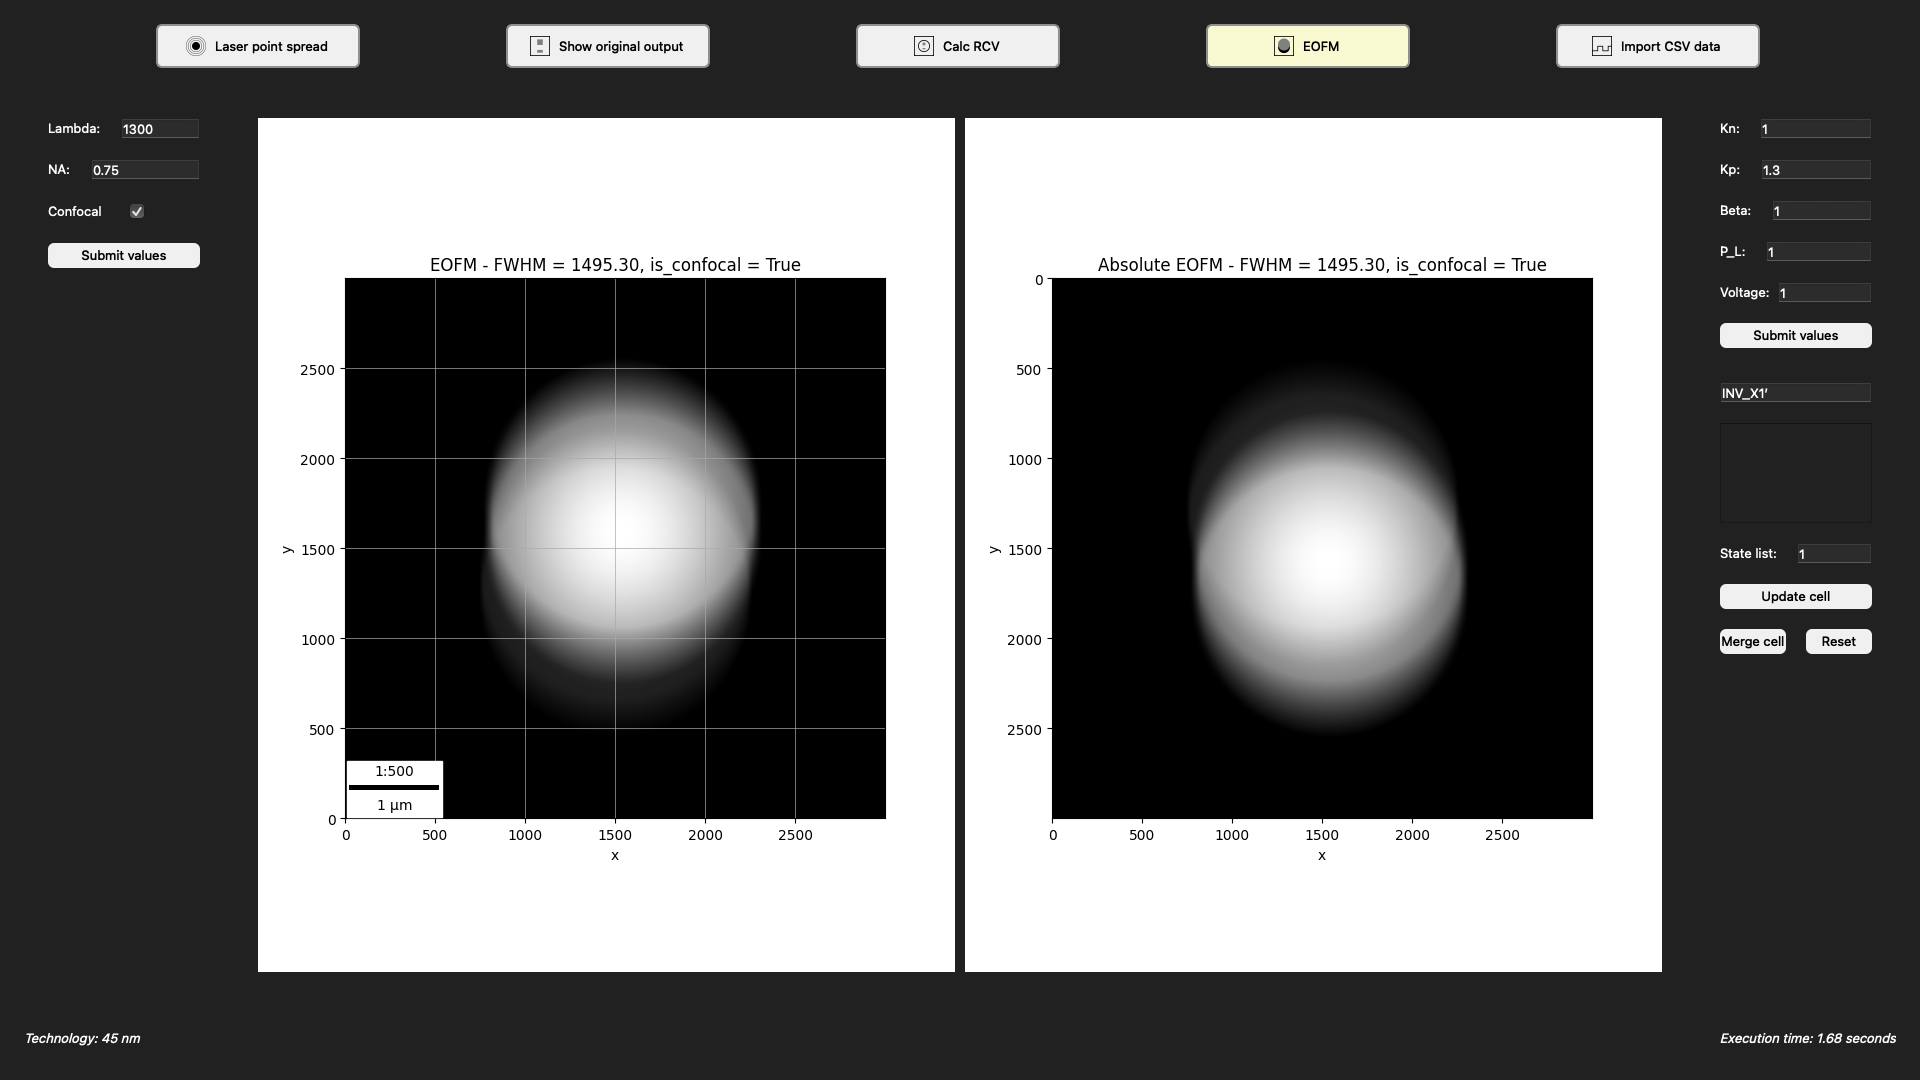 Laser point spread
Show original output
Calc RCV
EOFM
Import CSV data
Lambda: 1300
NA: 0.75
Confocal
Submit values
EOFM - FWHM = 1495.30, is_confocal = True
2500
2000
1500
1000
500
0
y
1:500
1 µm
0 500 1000 1500 2000 2500
x
Absolute EOFM - FWHM = 1495.30, is_confocal = True
0
500
1000
1500
2000
2500
y
0 500 1000 1500 2000 2500
x
Kn: 1
Kp: 1.3
Beta: 1
P_L: 1
Voltage: 1
Submit values
INV_X1'
State list: 1
Update cell
Merge cell Reset
Technology: 45 nm
Execution time: 1.68 seconds